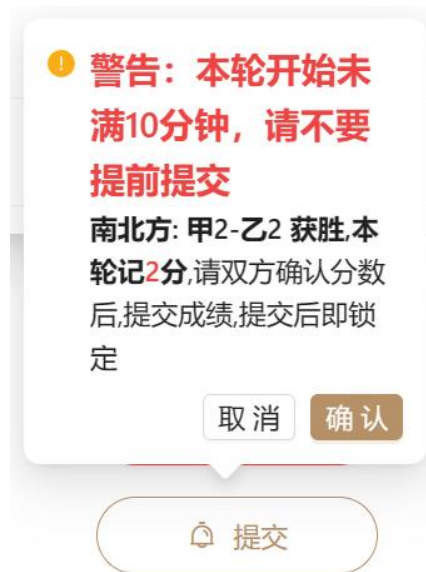 警告：本轮开始未
满10分钟，请不要
提前提交
南北方: 甲2-乙2 获胜,本
轮记2分,请双方确认分数
后,提交成绩,提交后即锁
定
取 消 确 认
提交